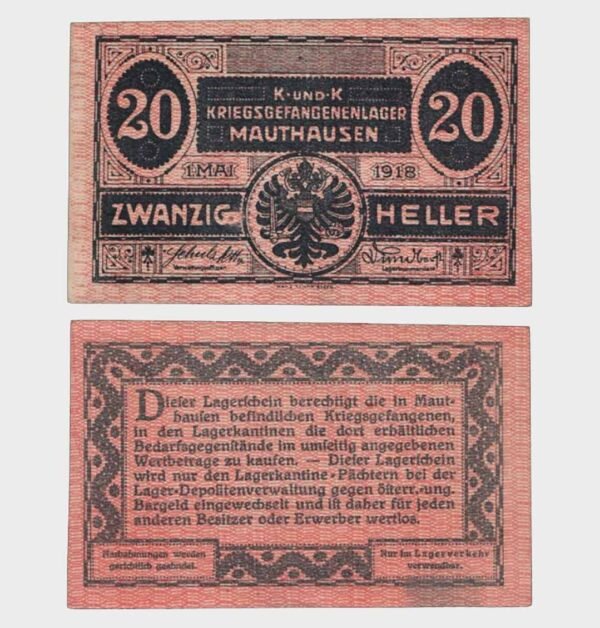 20
K·UND·K
KRIEGSGEFANGENENLAGER
MAUTHAUSEN
20
1. MAI 1918
ZWANZIG HELLER
Verwaltungsoffizier. Lagerkommandant
Dieſer Lagerſchein berechtigt die in Maut-
hauſen befindlichen Kriegsgefangenen,
in den Lagerkantinen die dort erhältlichen
Bedarfsgegenſtände im umſeitig angegebenen
Wertbetrage zu kaufen. — Dieſer Lagerſchein
wird nur den Lagerkantine-Pächtern bei der
Lager-Depoſitenverwaltung gegen öſterr.-ung.
Bargeld eingewechſelt und iſt daher für jeden
anderen Beſitzer oder Erwerber wertlos.
Nachahmungen werden
gerichtlich geahndet.
Nur im Lagerverkehr
verwendbar.